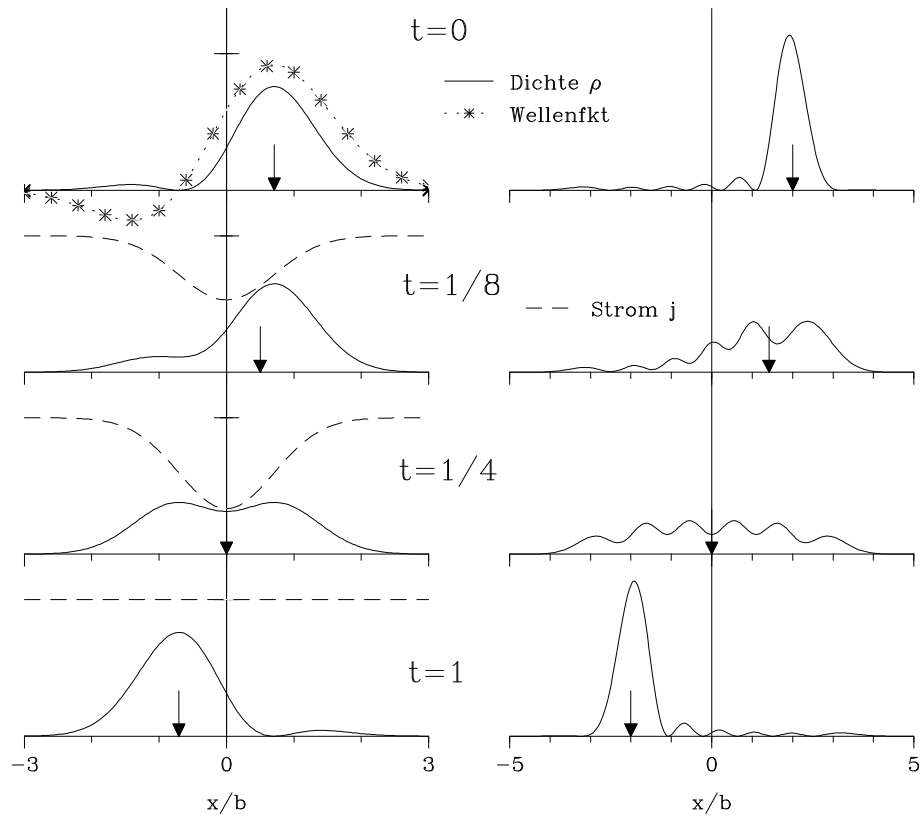 t=0
Dichte ρ
Wellenfkt
t=1/8
Strom j
t=1/4
t=1
-3 0 3 -5 0 5
x/b x/b